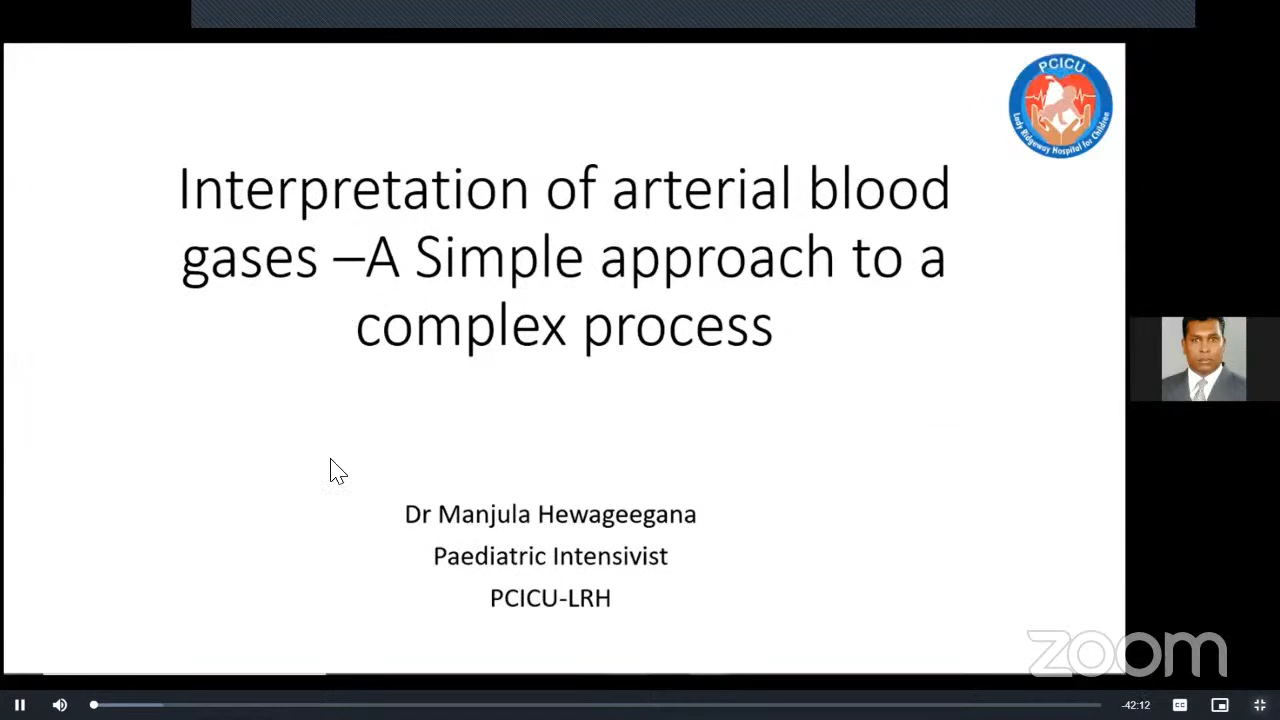 PCICU
Lady Ridgeway Hospital for Children
Interpretation of arterial blood
gases –A Simple approach to a
complex process
Dr Manjula Hewageegana
Paediatric Intensivist
PCICU-LRH
zoom
-42:12
CC